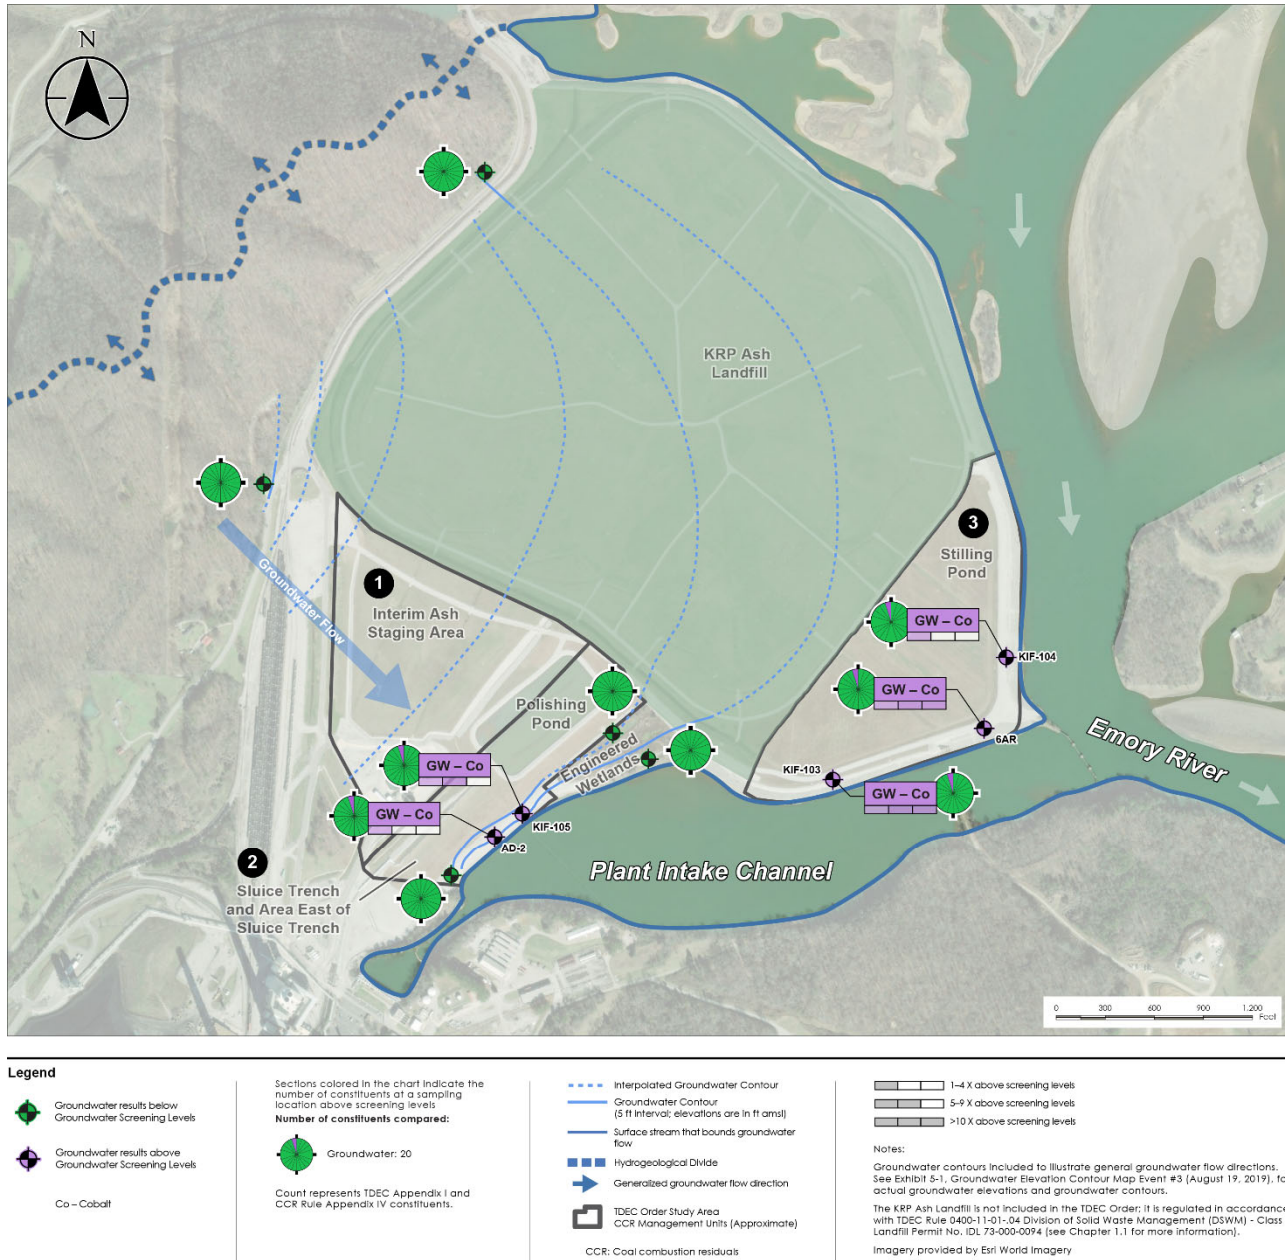 N
KRP Ash
Landfill
Groundwater Flow
1
Interim Ash
Staging Area
3
Stilling
Pond
GW – Co
KIF-104
GW – Co
6AR
KIF-103
GW – Co
Polishing
Pond
Engineered
Wetlands
GW – Co
KIF-105
GW – Co
AD-2
2
Sluice Trench
and Area East of
Sluice Trench
Plant Intake Channel
Emory River
0 300 600 900 1,200
Feet
Legend
Groundwater results below
Groundwater Screening Levels
Groundwater results above
Groundwater Screening Levels
Co – Cobalt
Sections colored in the chart indicate the
number of constituents at a sampling
location above screening levels
Number of constituents compared:
Groundwater: 20
Count represents TDEC Appendix I and
CCR Rule Appendix IV constituents.
Interpolated Groundwater Contour
Groundwater Contour
(5 ft interval; elevations are in ft amsl)
Surface stream that bounds groundwater
flow
Hydrogeological Divide
Generalized groundwater flow direction
TDEC Order Study Area
CCR Management Units (Approximate)
CCR: Coal combustion residuals
1–4 X above screening levels
5–9 X above screening levels
>10 X above screening levels
Notes:
Groundwater contours included to illustrate general groundwater flow directions.
See Exhibit 5-1, Groundwater Elevation Contour Map Event #3 (August 19, 2019), fo
actual groundwater elevations and groundwater contours.
The KRP Ash Landfill is not included in the TDEC Order; it is regulated in accordance
with TDEC Rule 0400-11-01-.04 Division of Solid Waste Management (DSWM) - Class
Landfill Permit No. IDL 73-000-0094 (see Chapter 1.1 for more information).
Imagery provided by Esri World Imagery